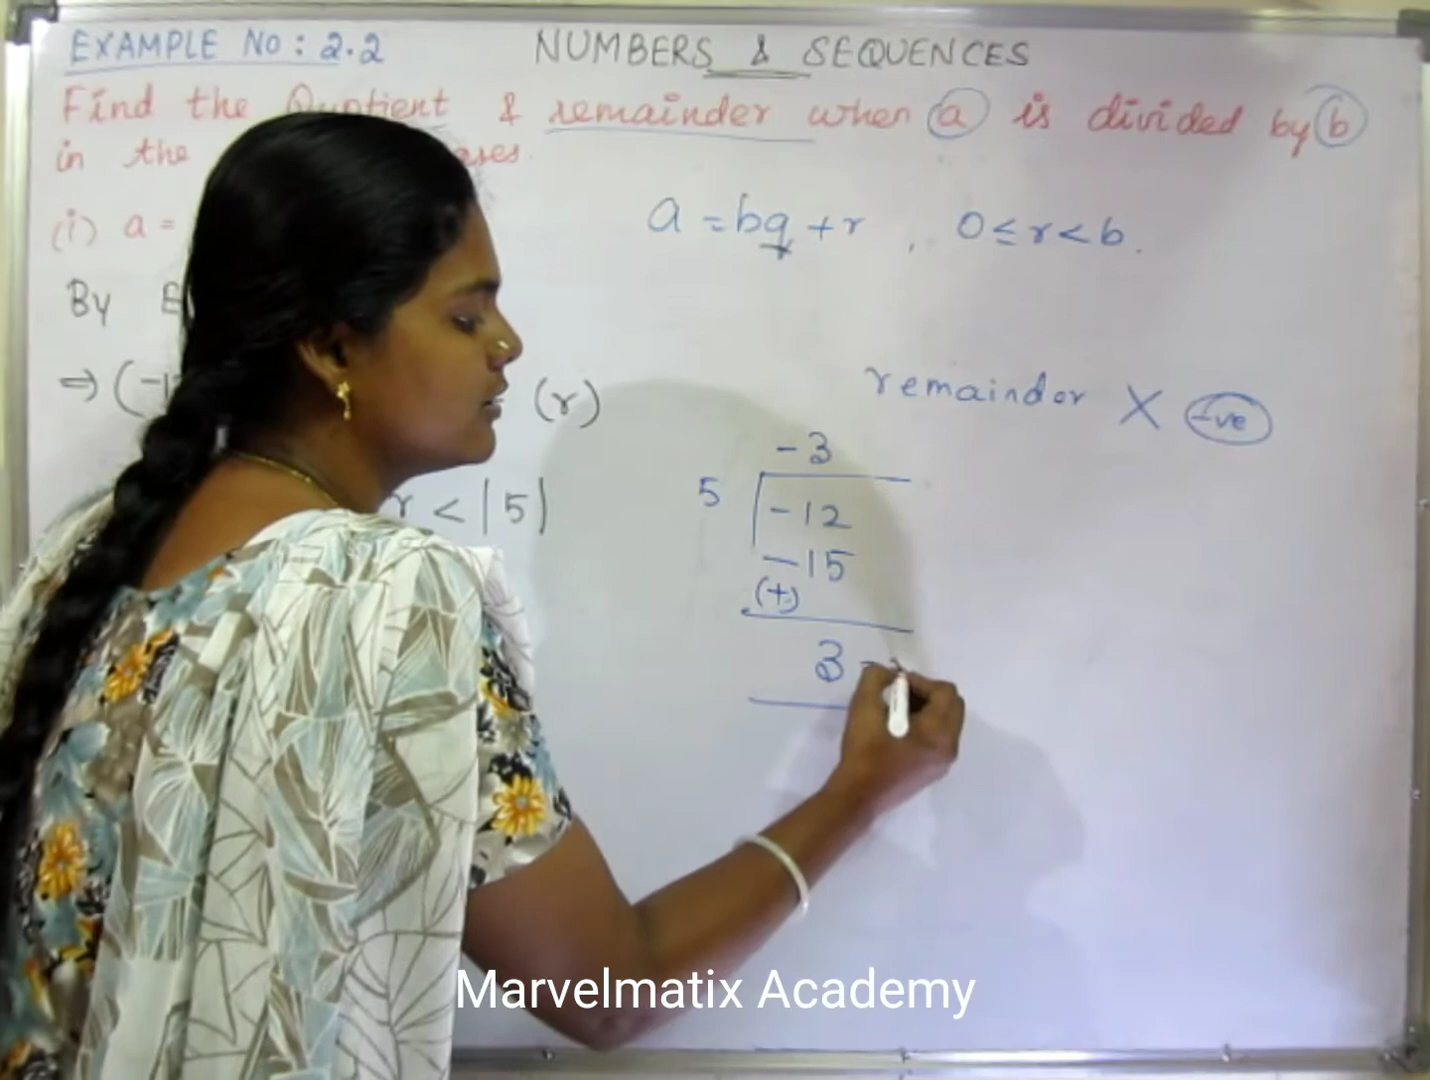 EXAMPLE NO : 2.2
NUMBERS & SEQUENCES
Find the Quotient & remainder when a is divided by b
in the
(i) a =
a = bq + r , 0 ≤ r < b.
By
⇒ (-1
(r)
remainder X -ve
r < |5|
-3
5
-12
-15
(+)
3
Marvelmatix Academy